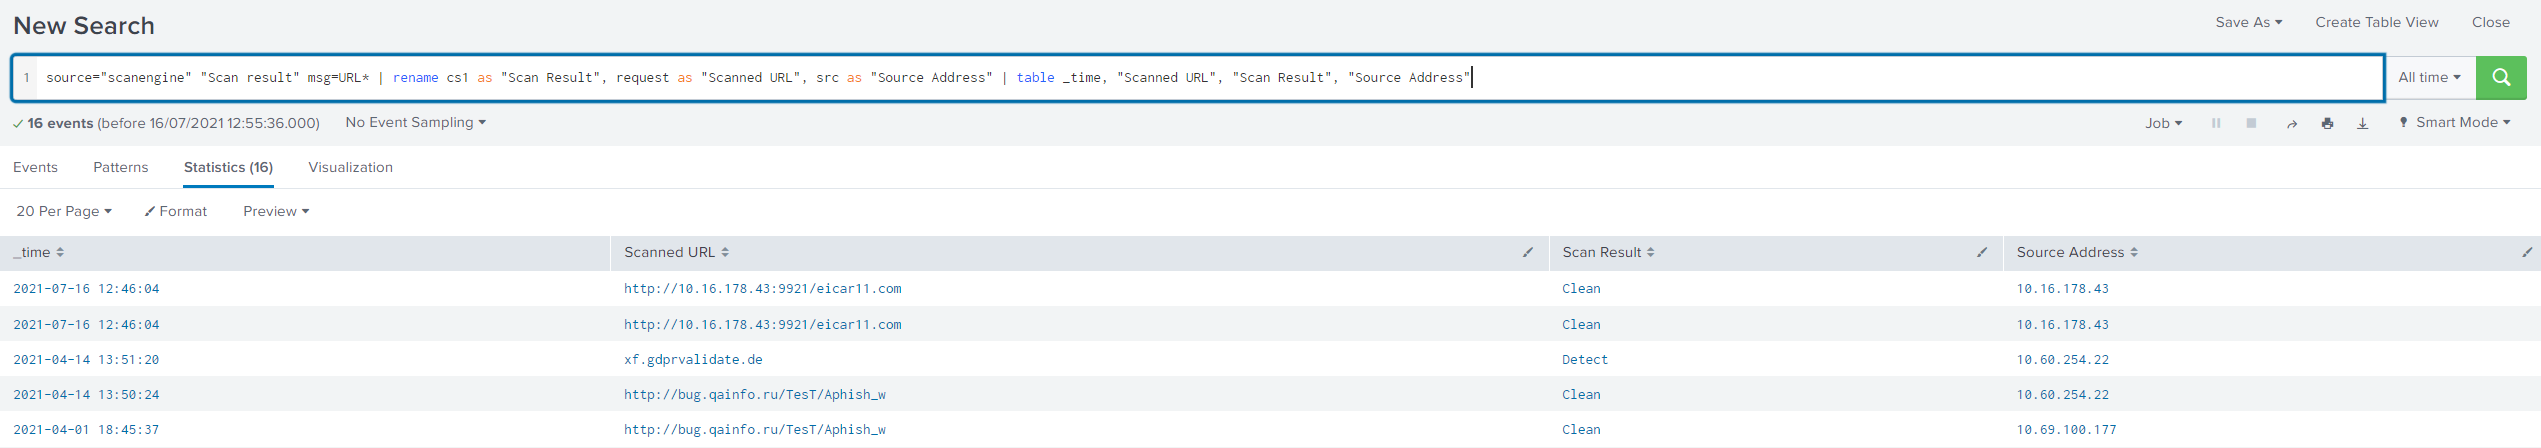 New Search
Save As Create Table View Close
1 source="scanengine" "Scan result" msg=URL* | rename cs1 as "Scan Result", request as "Scanned URL", src as "Source Address" | table _time, "Scanned URL", "Scan Result", "Source Address"
All time
16 events (before 16/07/2021 12:55:36.000) No Event Sampling
Job Smart Mode
Events Patterns Statistics (16) Visualization
20 Per Page Format Preview
_time Scanned URL Scan Result Source Address
2021-07-16 12:46:04 http://10.16.178.43:9921/eicar11.com Clean 10.16.178.43
2021-07-16 12:46:04 http://10.16.178.43:9921/eicar11.com Clean 10.16.178.43
2021-04-14 13:51:20 xf.gdprvalidate.de Detect 10.60.254.22
2021-04-14 13:50:24 http://bug.qainfo.ru/TesT/Aphish_w Clean 10.60.254.22
2021-04-01 18:45:37 http://bug.qainfo.ru/TesT/Aphish_w Clean 10.69.100.177